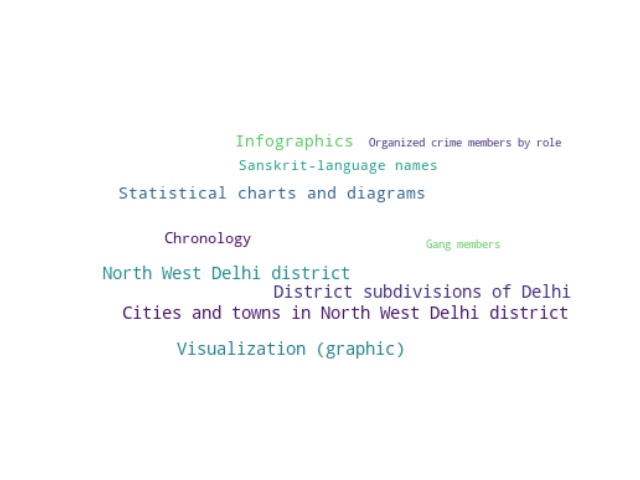 Infographics Organized crime members by role
Sanskrit-language names
Statistical charts and diagrams
Chronology
Gang members
North West Delhi district
District subdivisions of Delhi
Cities and towns in North West Delhi district
Visualization (graphic)